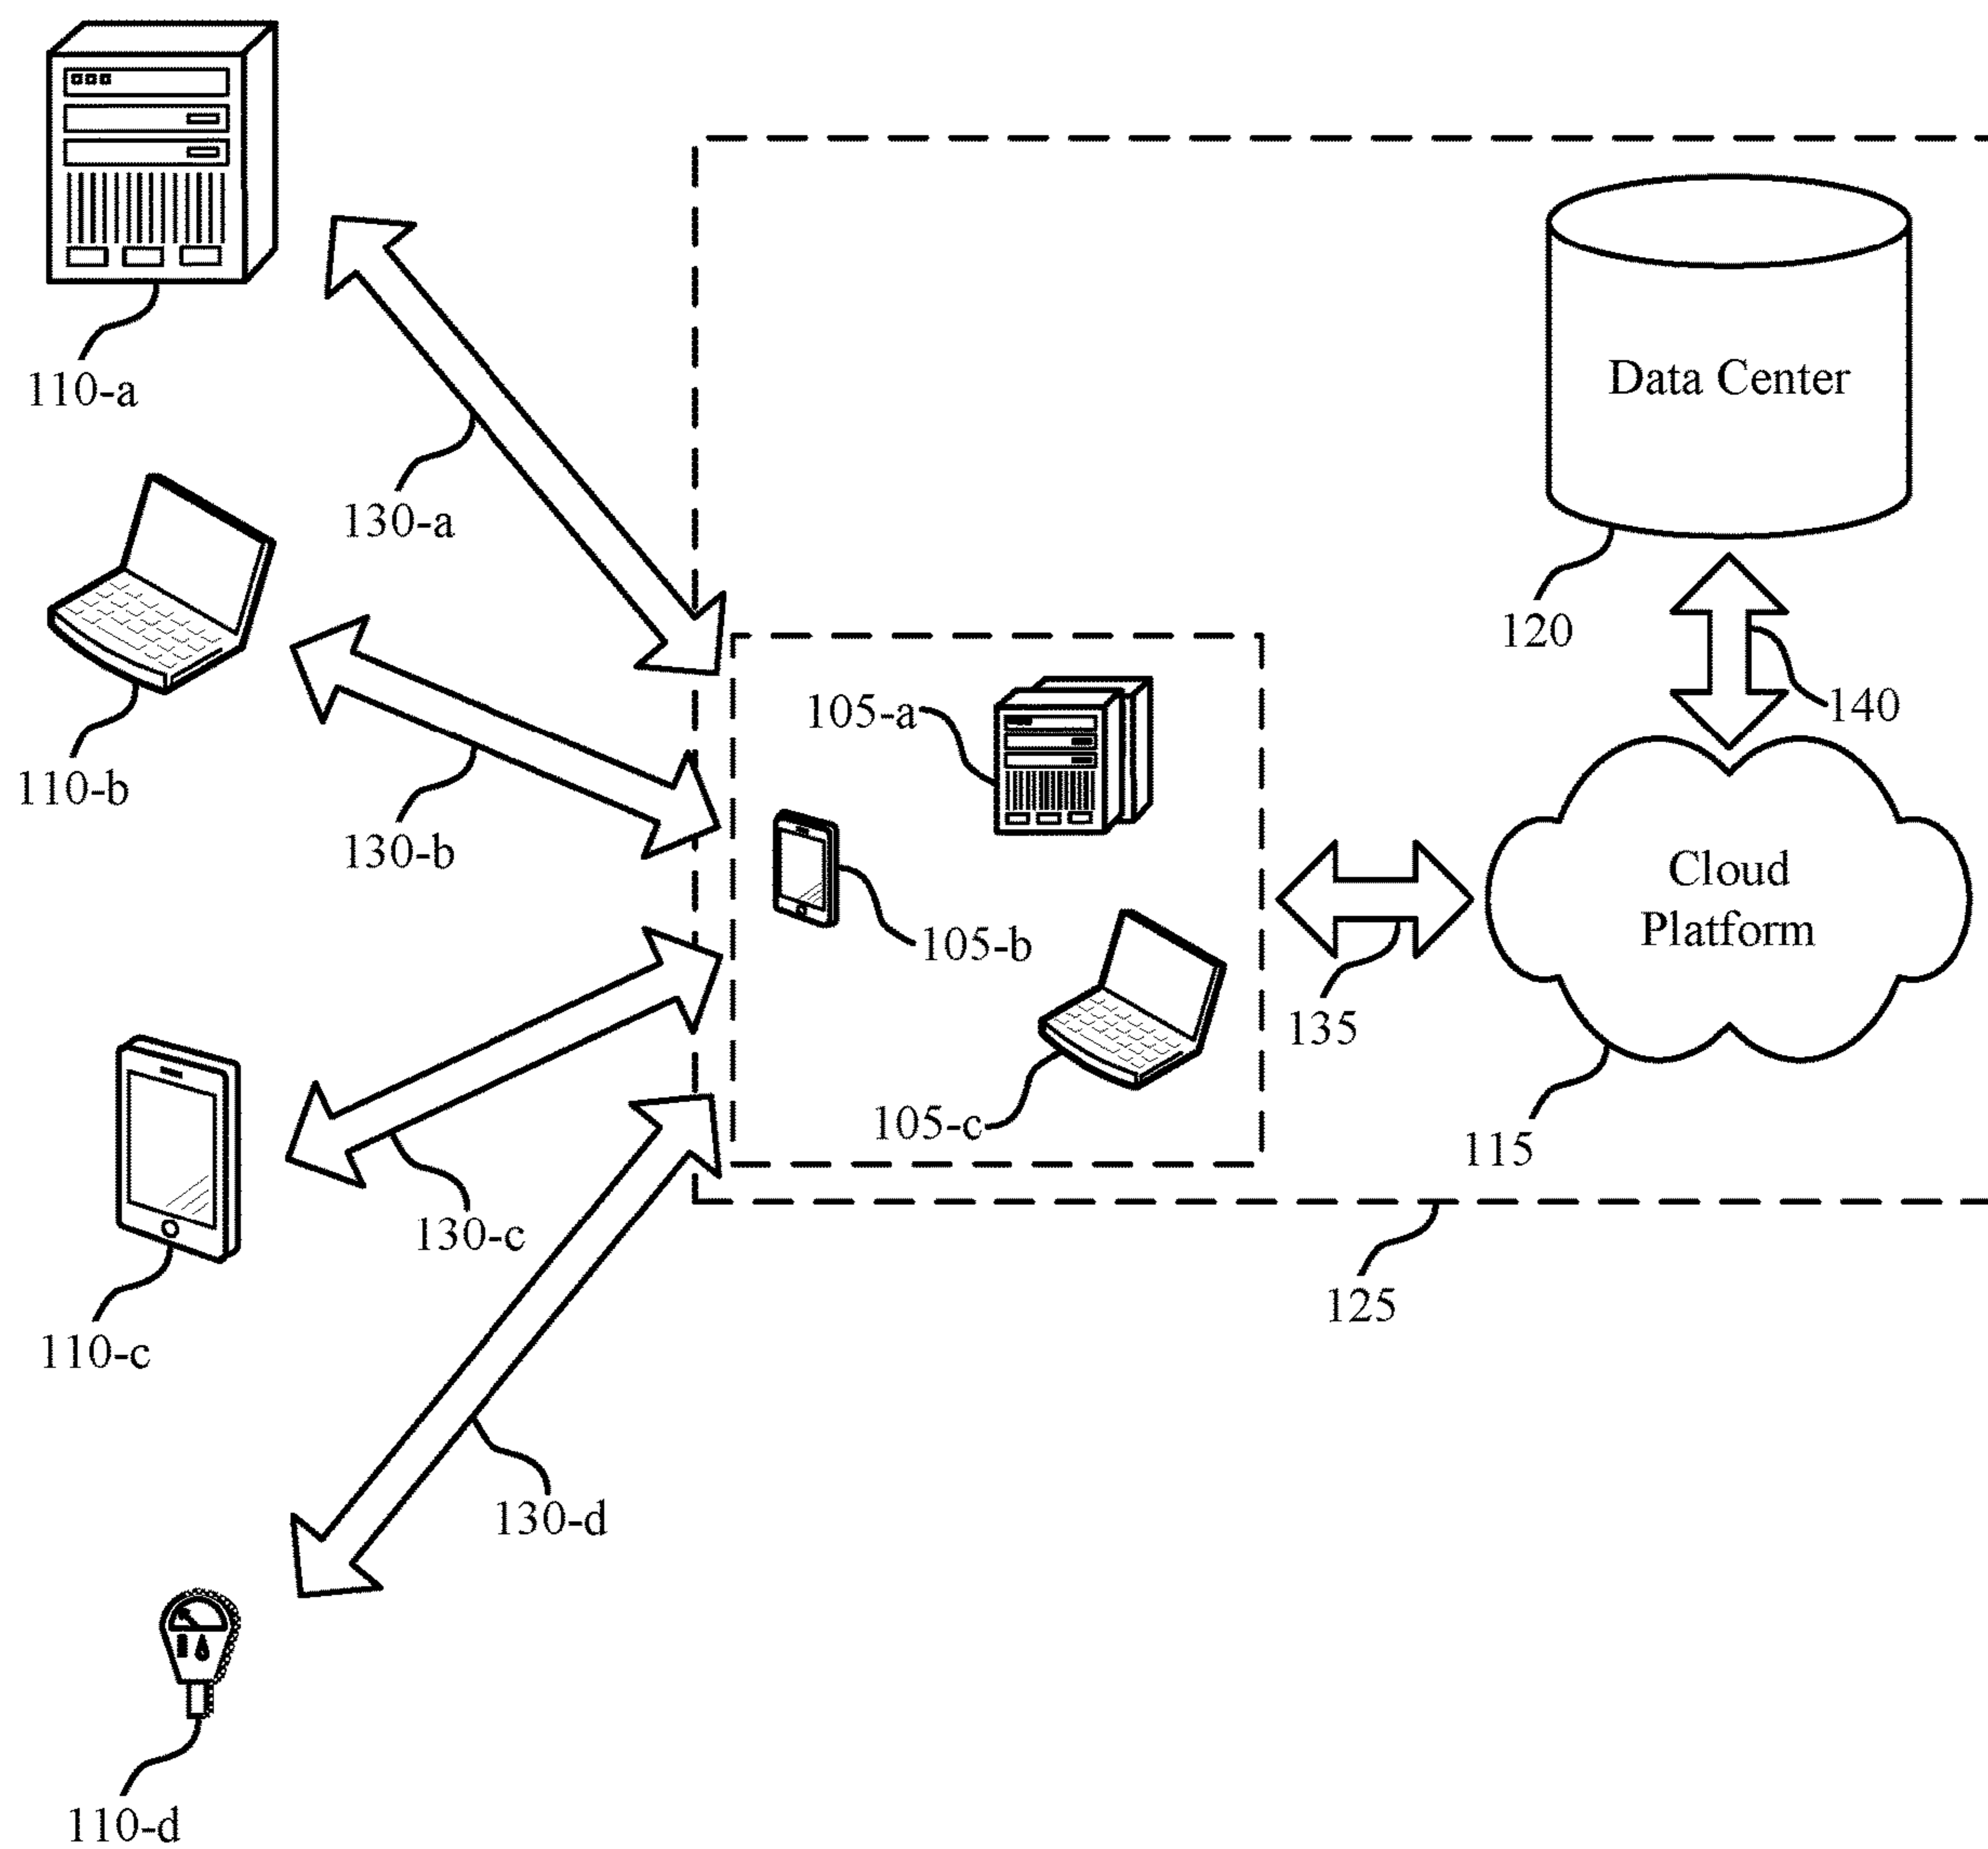 110-a
130-a
Data Center
120
140
110-b
130-b
105-a
105-b
105-c
Cloud
Platform
135
115
130-c
125
110-c
130-d
110-d